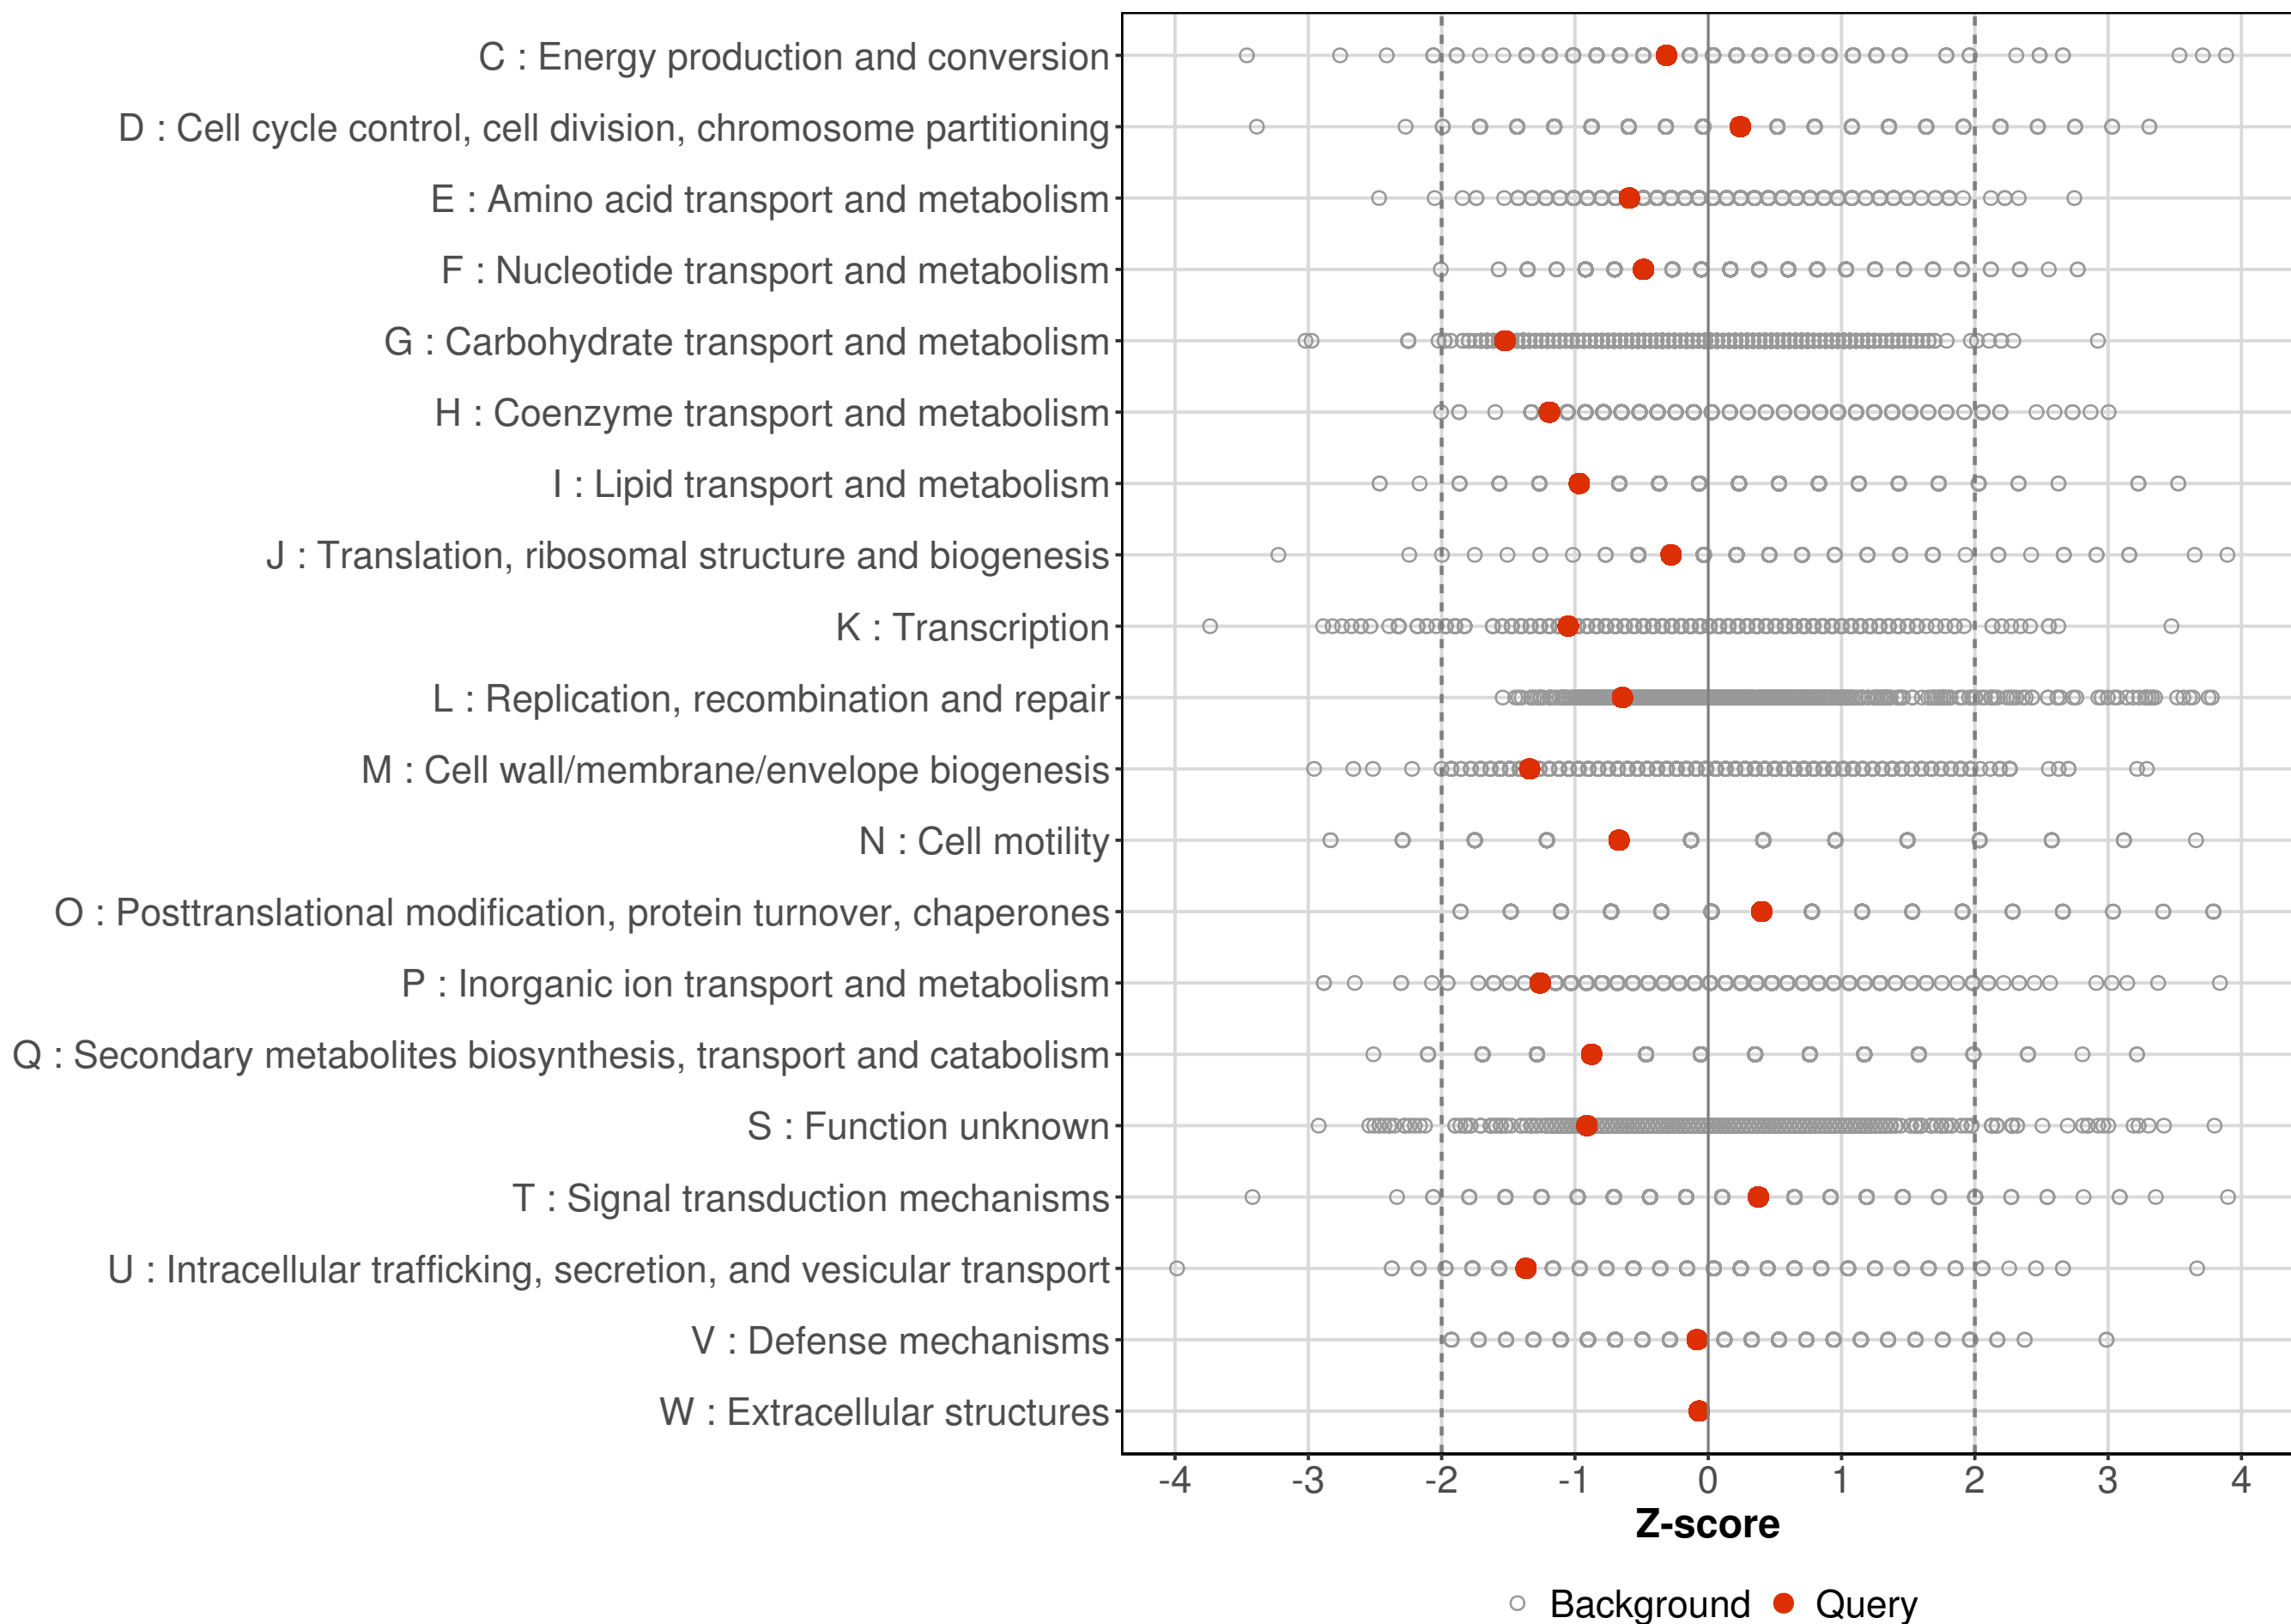 C : Energy production and conversion
D : Cell cycle control, cell division, chromosome partitioning
E : Amino acid transport and metabolism
F : Nucleotide transport and metabolism
G : Carbohydrate transport and metabolism
H : Coenzyme transport and metabolism
I : Lipid transport and metabolism
J : Translation, ribosomal structure and biogenesis
K : Transcription
L : Replication, recombination and repair
M : Cell wall/membrane/envelope biogenesis
N : Cell motility
O : Posttranslational modification, protein turnover, chaperones
P : Inorganic ion transport and metabolism
Q : Secondary metabolites biosynthesis, transport and catabolism
S : Function unknown
T : Signal transduction mechanisms
U : Intracellular trafficking, secretion, and vesicular transport
V : Defense mechanisms
W : Extracellular structures
-4 -3 -2 -1 0 1 2 3 4
Z-score
Background Query